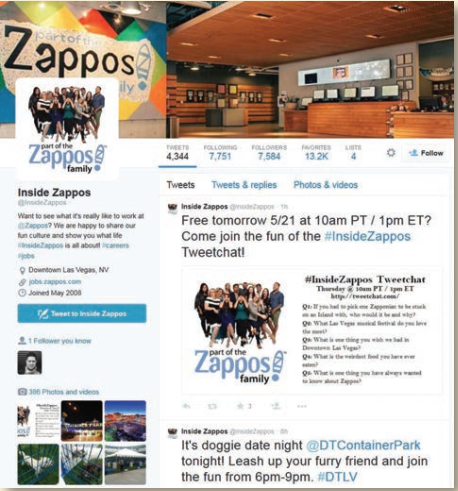 part of the
Zappos!
family
part of the
Zappos!
family
TWEETS
4,344
FOLLOWING
7,751
FOLLOWERS
7,584
FAVORITES
13.2K
LISTS
4
Follow
Inside Zappos
@InsideZappos
Want to see what it's really like to work at
@Zappos? We are happy to share our
fun culture and show you what life
#InsideZappos is all about! #careers
#jobs
Downtown Las Vegas, NV
jobs.zappos.com
Joined May 2008
Tweet to Inside Zappos
1 Follower you know
386 Photos and videos
Tweets Tweets & replies Photos & videos
Inside Zappos @InsideZappos · 1h
Free tomorrow 5/21 at 10am PT / 1pm ET?
Come join the fun of the #InsideZappos
Tweetchat!
part of the
Zappos!
family
#InsideZappos Tweetchat
Thursday @ 10am PT / 1pm ET
http://tweetchat.com/
Q1: If you had to pick one Zapponian to be stuck
on an Island with, who would it be and why?
Q2: What Las Vegas musical festival do you love
the most?
Q3: What is one thing you wish we had in
Downtown Las Vegas?
Q4: What is the weirdest food you have ever
eaten?
Q5: What is one thing you have always wanted
to know about Zappos?
3
Inside Zappos @InsideZappos · 8h
It's doggie date night @DTContainerPark
tonight! Leash up your furry friend and join
the fun from 6pm-9pm. #DTLV